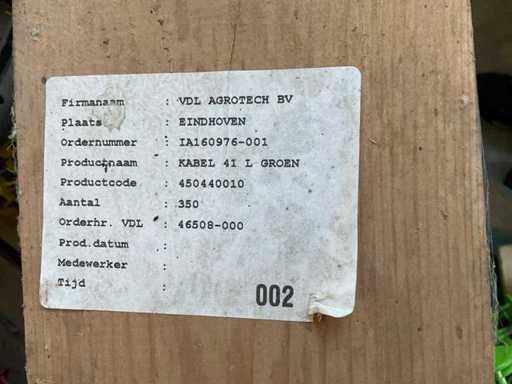 Firmanaam : VDL AGROTECH BV
Plaats : EINDHOVEN
Ordernummer : IA160976-001
Productnaam : KABEL 41 L GROEN
Productcode : 450440010
Aantal : 350
Orderhr. VDL : 46508-000
Prod.datum :
Medewerker :
Tijd :
002